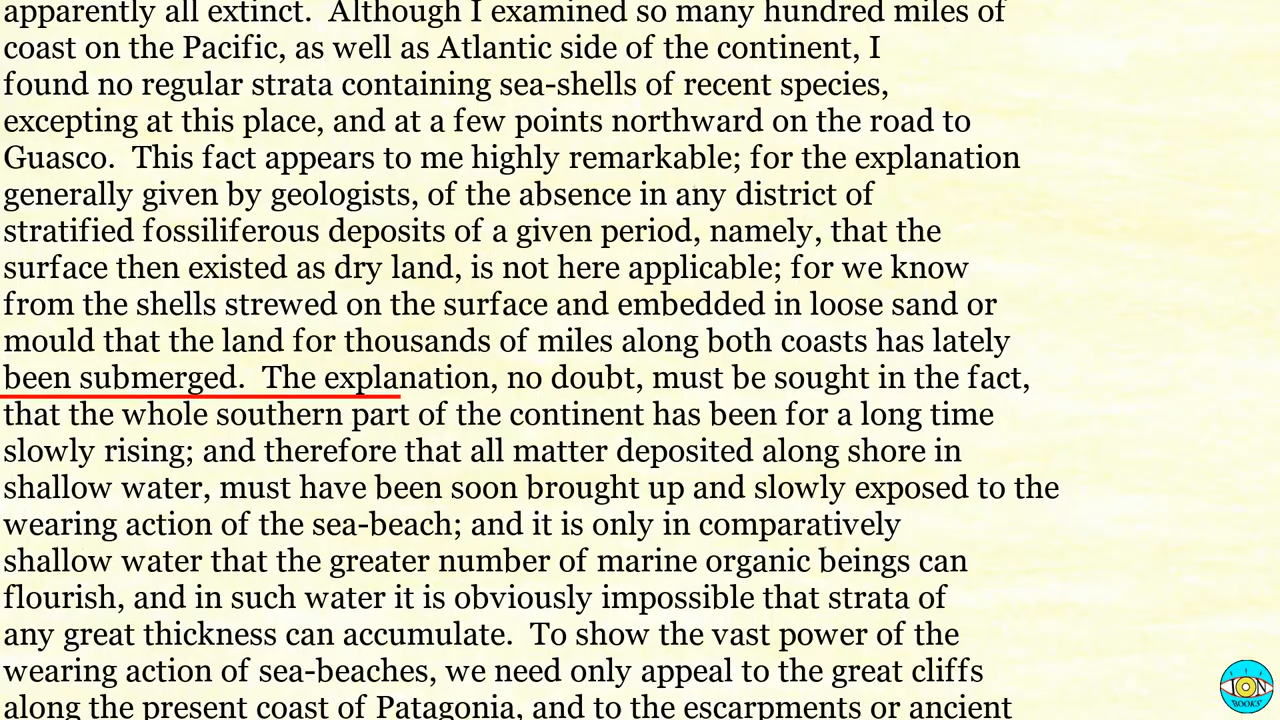 apparently all extinct.  Although I examined so many hundred miles of
coast on the Pacific, as well as Atlantic side of the continent, I
found no regular strata containing sea-shells of recent species,
excepting at this place, and at a few points northward on the road to
Guasco.  This fact appears to me highly remarkable; for the explanation
generally given by geologists, of the absence in any district of
stratified fossiliferous deposits of a given period, namely, that the
surface then existed as dry land, is not here applicable; for we know
from the shells strewed on the surface and embedded in loose sand or
mould that the land for thousands of miles along both coasts has lately
been submerged.  The explanation, no doubt, must be sought in the fact,
that the whole southern part of the continent has been for a long time
slowly rising; and therefore that all matter deposited along shore in
shallow water, must have been soon brought up and slowly exposed to the
wearing action of the sea-beach; and it is only in comparatively
shallow water that the greater number of marine organic beings can
flourish, and in such water it is obviously impossible that strata of
any great thickness can accumulate.  To show the vast power of the
wearing action of sea-beaches, we need only appeal to the great cliffs
along the present coast of Patagonia, and to the escarpments or ancient
ION
BOOKS